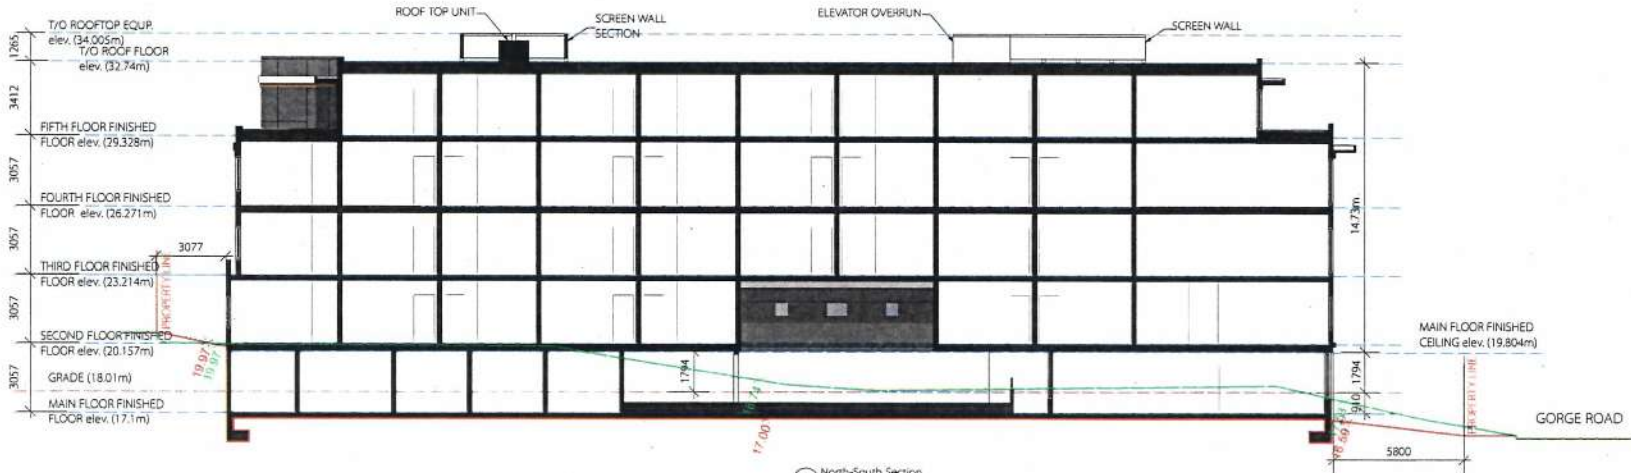 ROOF TOP UNIT
SCREEN WALL
SECTION
ELEVATOR OVERRUN
SCREEN WALL
T/O ROOFTOP EQUP.
elev. (34.005m)
T/O ROOF FLOOR
elev. (32.74m)
1265
3412
FIFTH FLOOR FINISHED
FLOOR elev. (29.328m)
3057
FOURTH FLOOR FINISHED
FLOOR elev. (26.271m)
3057
3077
THIRD FLOOR FINISHED
FLOOR elev. (23.214m)
PROPERTY LINE
3057
SECOND FLOOR FINISHED
FLOOR elev. (20.157m)
19.97
19.97
GRADE (18.01m)
3057
MAIN FLOOR FINISHED
FLOOR elev. (17.1m)
1794
17.00
14.73m
MAIN FLOOR FINISHED
CEILING elev. (19.804m)
1794
910
PROPERTY LINE
GORGE ROAD
5800
North-South Section